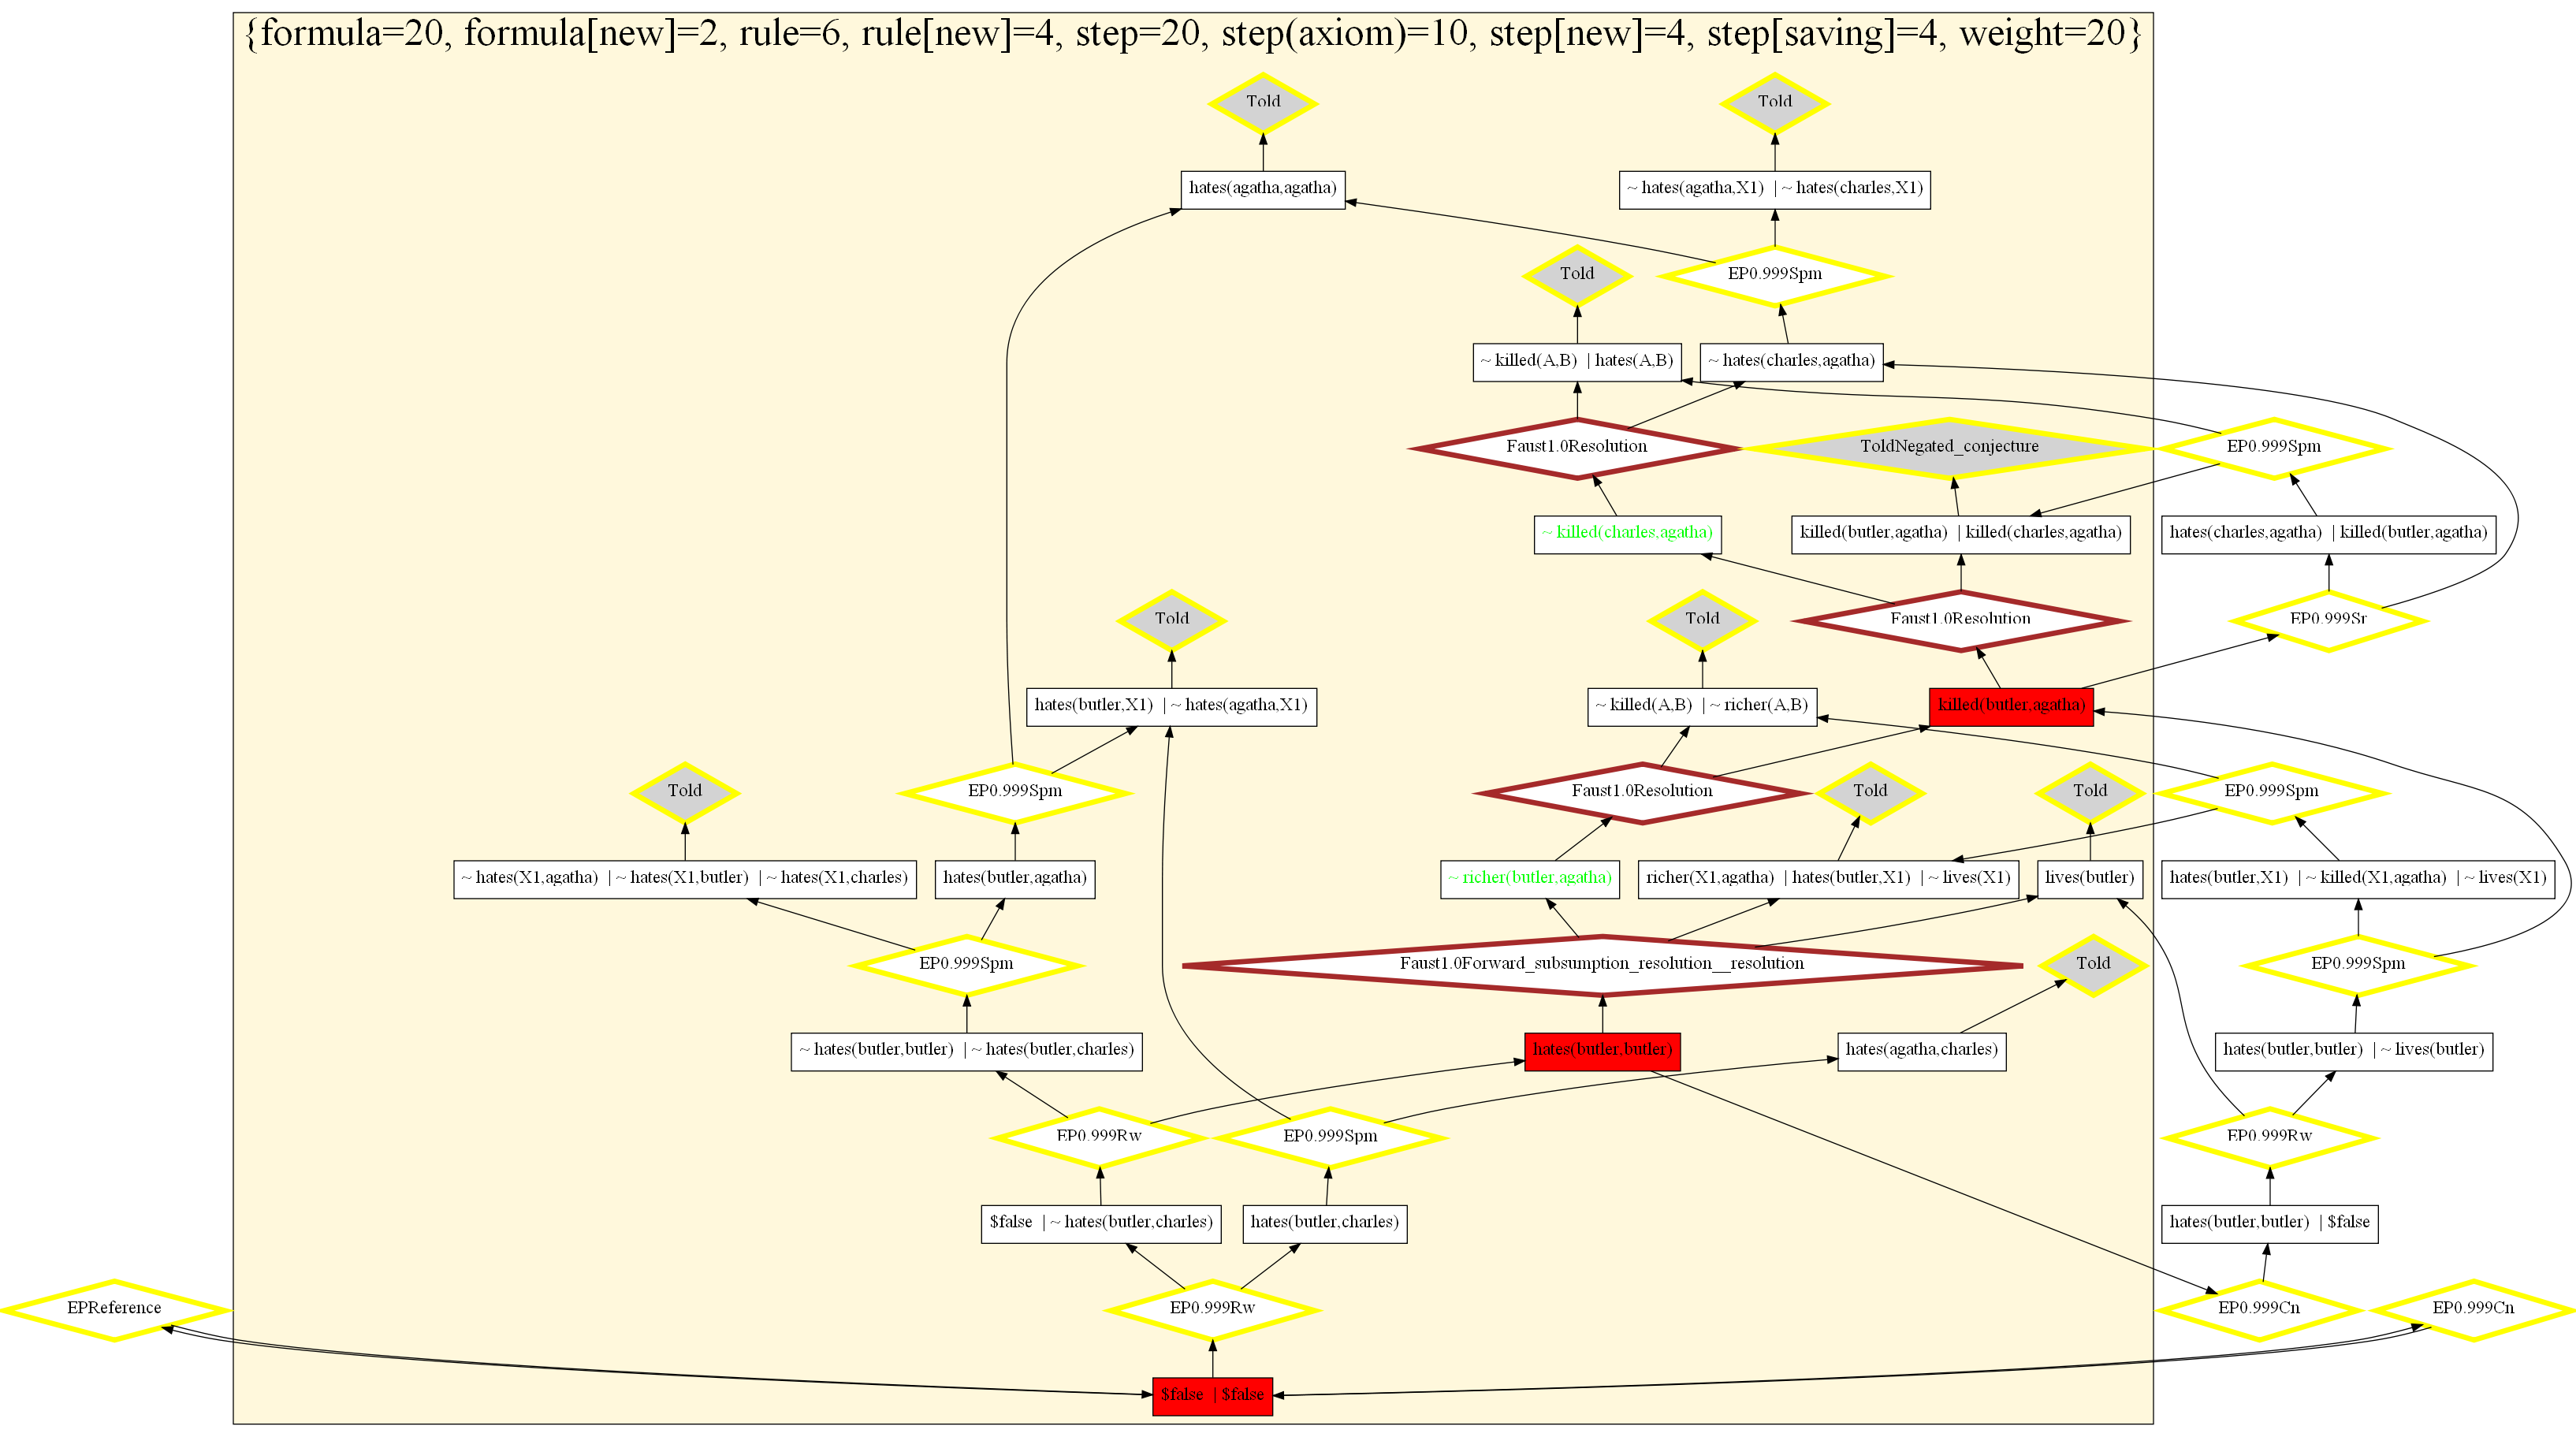 {formula=20, formula[new]=2, rule=6, rule[new]=4, step=20, step(axiom)=10, step[new]=4, step[saving]=4, weight=20}
Told
Told
hates(agatha,agatha)
~ hates(agatha,X1) | ~ hates(charles,X1)
Told
EP0.999Spm
~ killed(A,B) | hates(A,B)
~ hates(charles,agatha)
Faust1.0Resolution
ToldNegated_conjecture
EP0.999Spm
~ killed(charles,agatha)
killed(butler,agatha) | killed(charles,agatha)
hates(charles,agatha) | killed(butler,agatha)
Told
Told
Faust1.0Resolution
EP0.999Sr
hates(butler,X1) | ~ hates(agatha,X1)
~ killed(A,B) | ~ richer(A,B)
killed(butler,agatha)
Told
EP0.999Spm
Faust1.0Resolution
Told
Told
EP0.999Spm
~ hates(X1,agatha) | ~ hates(X1,butler) | ~ hates(X1,charles)
hates(butler,agatha)
~ richer(butler,agatha)
richer(X1,agatha) | hates(butler,X1) | ~ lives(X1)
lives(butler)
hates(butler,X1) | ~ killed(X1,agatha) | ~ lives(X1)
EP0.999Spm
Faust1.0Forward_subsumption_resolution__resolution
Told
EP0.999Spm
~ hates(butler,butler) | ~ hates(butler,charles)
hates(butler,butler)
hates(agatha,charles)
hates(butler,butler) | ~ lives(butler)
EP0.999Rw
EP0.999Spm
EP0.999Rw
$false | ~ hates(butler,charles)
hates(butler,charles)
hates(butler,butler) | $false
EPReference
EP0.999Rw
EP0.999Cn
EP0.999Cn
$false | $false